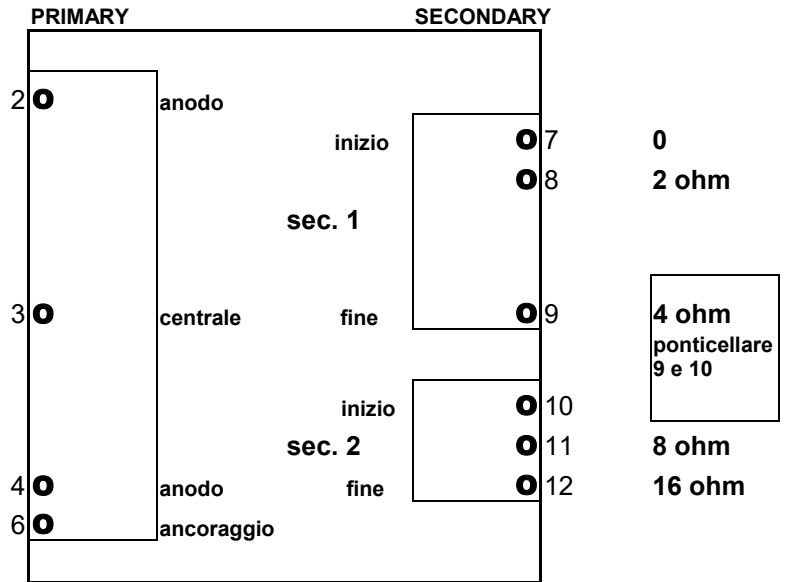 PRIMARY SECONDARY
2 O anodo
inizio O 7 0
O 8 2 ohm
sec. 1
3 O centrale fine O 9 4 ohm
ponticellare
9 e 10
inizio O 10
sec. 2 O 11 8 ohm
4 O anodo fine O 12 16 ohm
6 O ancoraggio